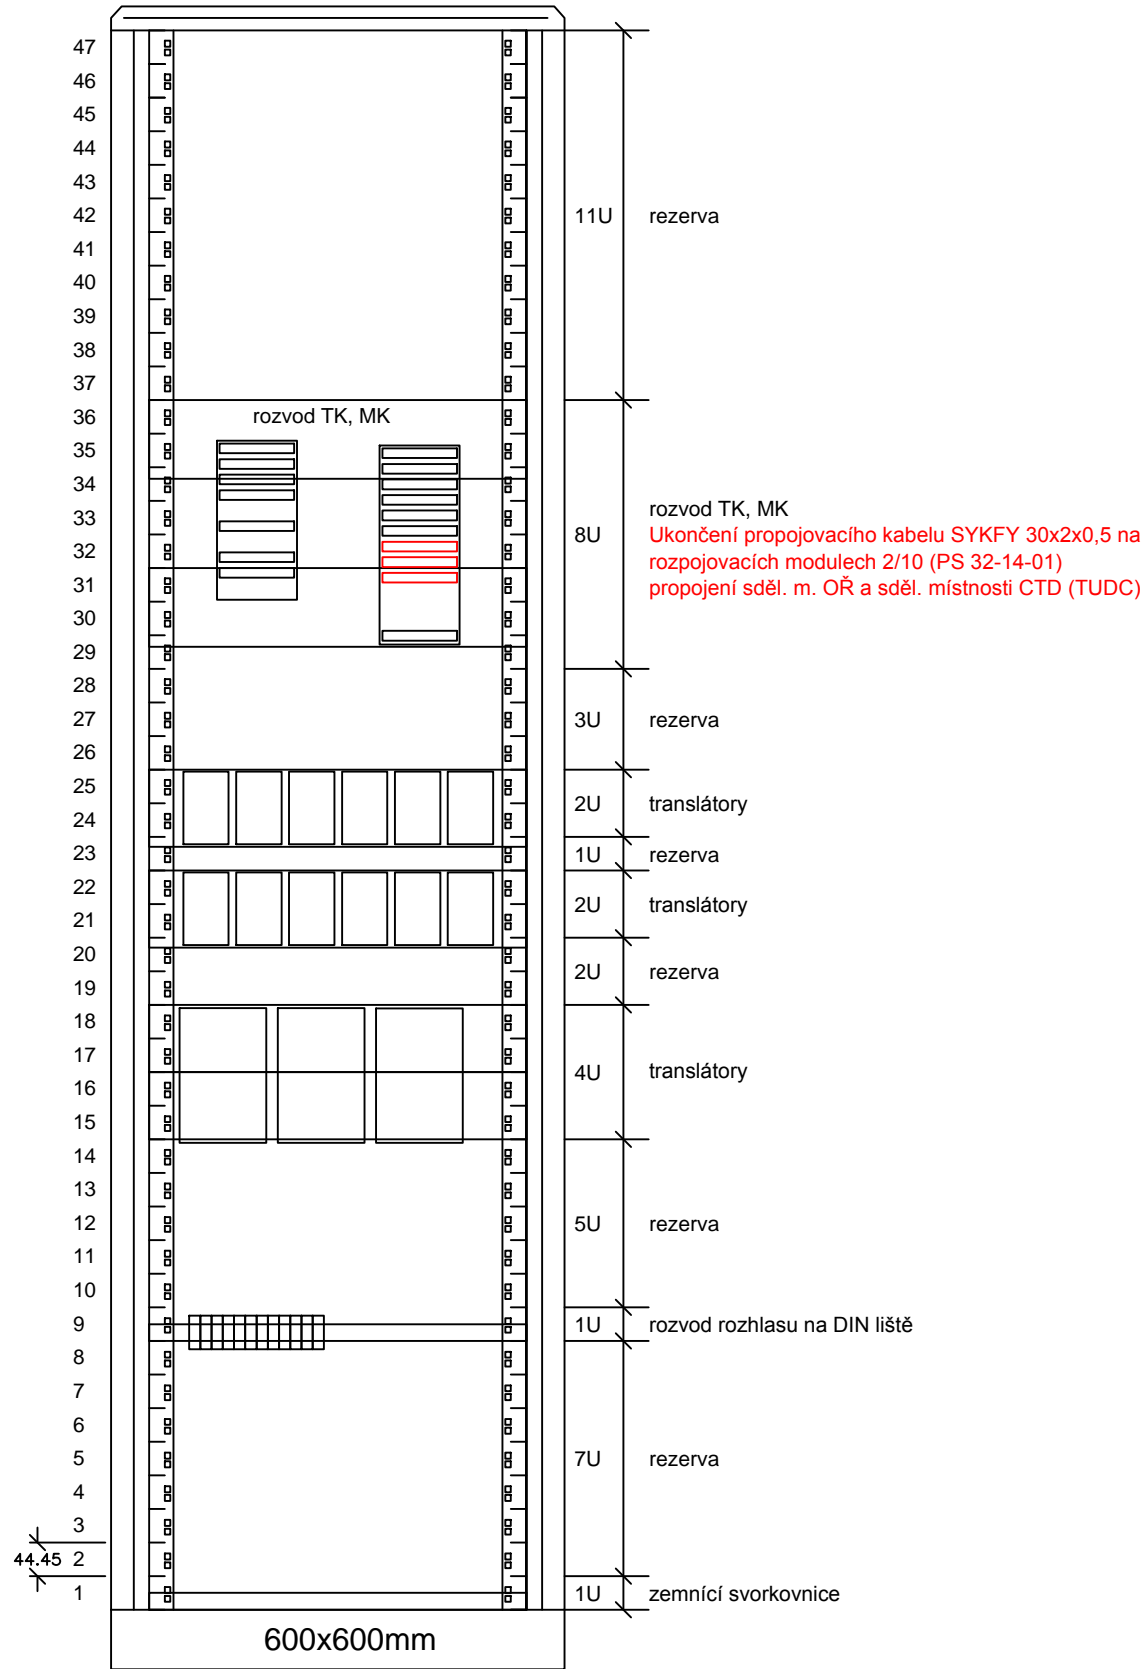 47
46
45
44
43
42
11U rezerva
41
40
39
38
37
36
rozvod TK, MK
35
34
33
rozvod TK, MK
8U
Ukončení propojovacího kabelu SYKFY 30x2x0,5 na
32
rozpojovacích modulech 2/10 (PS 32-14-01)
31
propojení sděl. m. OŘ a sděl. místnosti CTD (TUDC)
30
29
28
27
3U rezerva
26
25
2U translátory
24
23
1U rezerva
22
2U translátory
21
20
2U rezerva
19
18
17
4U translátory
16
15
14
13
12
5U rezerva
11
10
9
1U rozvod rozhlasu na DIN liště
8
7
6
5
7U rezerva
4
3
44.45 2
1
1U zemnící svorkovnice
600x600mm